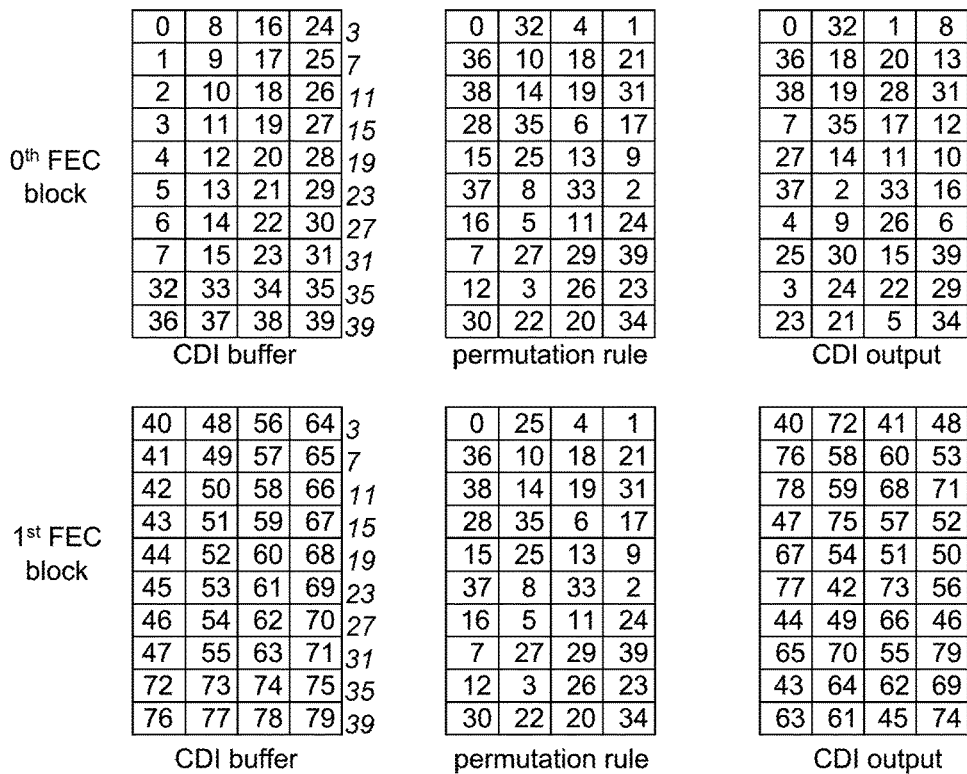 0 8 16 24 3 0 32 4 1 0 32 1 8
1 9 17 25 7 36 10 18 21 36 18 20 13
2 10 18 26 11 38 14 19 31 38 19 28 31
3 11 19 27 15 28 35 6 17 7 35 17 12
0th FEC block
4 12 20 28 19 15 25 13 9 27 14 11 10
5 13 21 29 23 37 8 33 2 37 2 33 16
6 14 22 30 27 16 5 11 24 4 9 26 6
7 15 23 31 31 7 27 29 39 25 30 15 39
32 33 34 35 35 12 3 26 23 3 24 22 29
36 37 38 39 39 30 22 20 34 23 21 5 34
CDI buffer permutation rule CDI output
40 48 56 64 3 0 25 4 1 40 72 41 48
41 49 57 65 7 36 10 18 21 76 58 60 53
42 50 58 66 11 38 14 19 31 78 59 68 71
43 51 59 67 15 28 35 6 17 47 75 57 52
1st FEC block
44 52 60 68 19 15 25 13 9 67 54 51 50
45 53 61 69 23 37 8 33 2 77 42 73 56
46 54 62 70 27 16 5 11 24 44 49 66 46
47 55 63 71 31 7 27 29 39 65 70 55 79
72 73 74 75 35 12 3 26 23 43 64 62 69
76 77 78 79 39 30 22 20 34 63 61 45 74
CDI buffer permutation rule CDI output